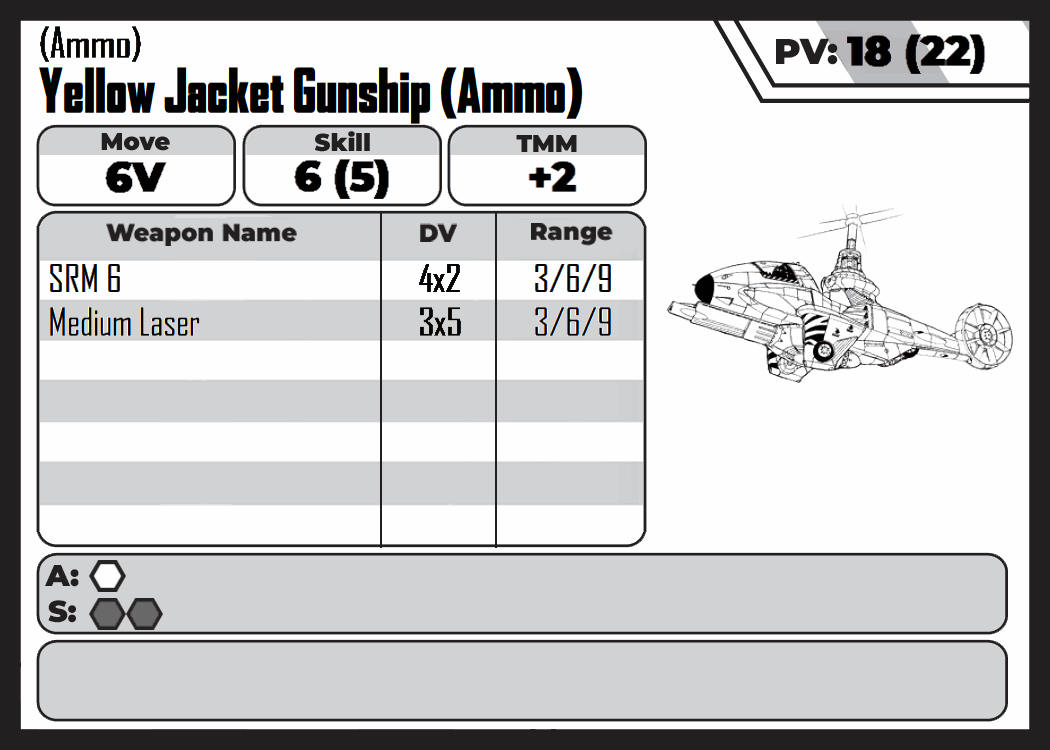 (Ammo)
Yellow Jacket Gunship (Ammo)
PV: 18 (22)
Move Skill TMM
6V 6 (5) +2
Weapon Name DV Range
SRM 6 4x2 3/6/9
Medium Laser 3x5 3/6/9
A:
S: